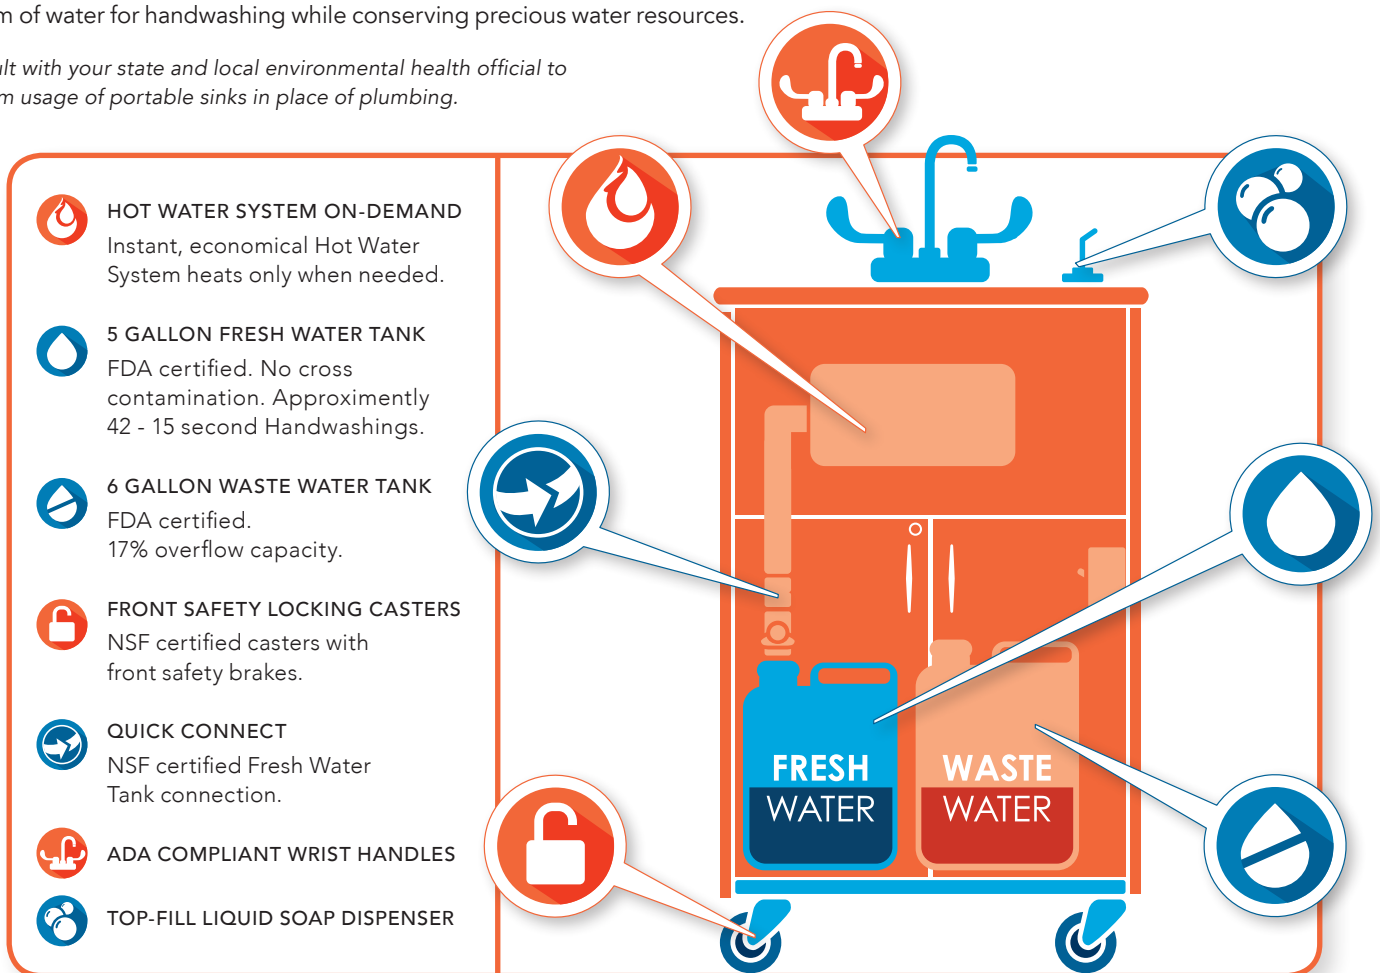 m of water for handwashing while conserving precious water resources.
ult with your state and local environmental health official to
m usage of portable sinks in place of plumbing.
HOT WATER SYSTEM ON-DEMAND
Instant, economical Hot Water
System heats only when needed.
5 GALLON FRESH WATER TANK
FDA certified. No cross
contamination. Approximently
42 - 15 second Handwashings.
6 GALLON WASTE WATER TANK
FDA certified.
17% overflow capacity.
FRONT SAFETY LOCKING CASTERS
NSF certified casters with
front safety brakes.
QUICK CONNECT
NSF certified Fresh Water
Tank connection.
ADA COMPLIANT WRIST HANDLES
TOP-FILL LIQUID SOAP DISPENSER
FRESH
WATER
WASTE
WATER